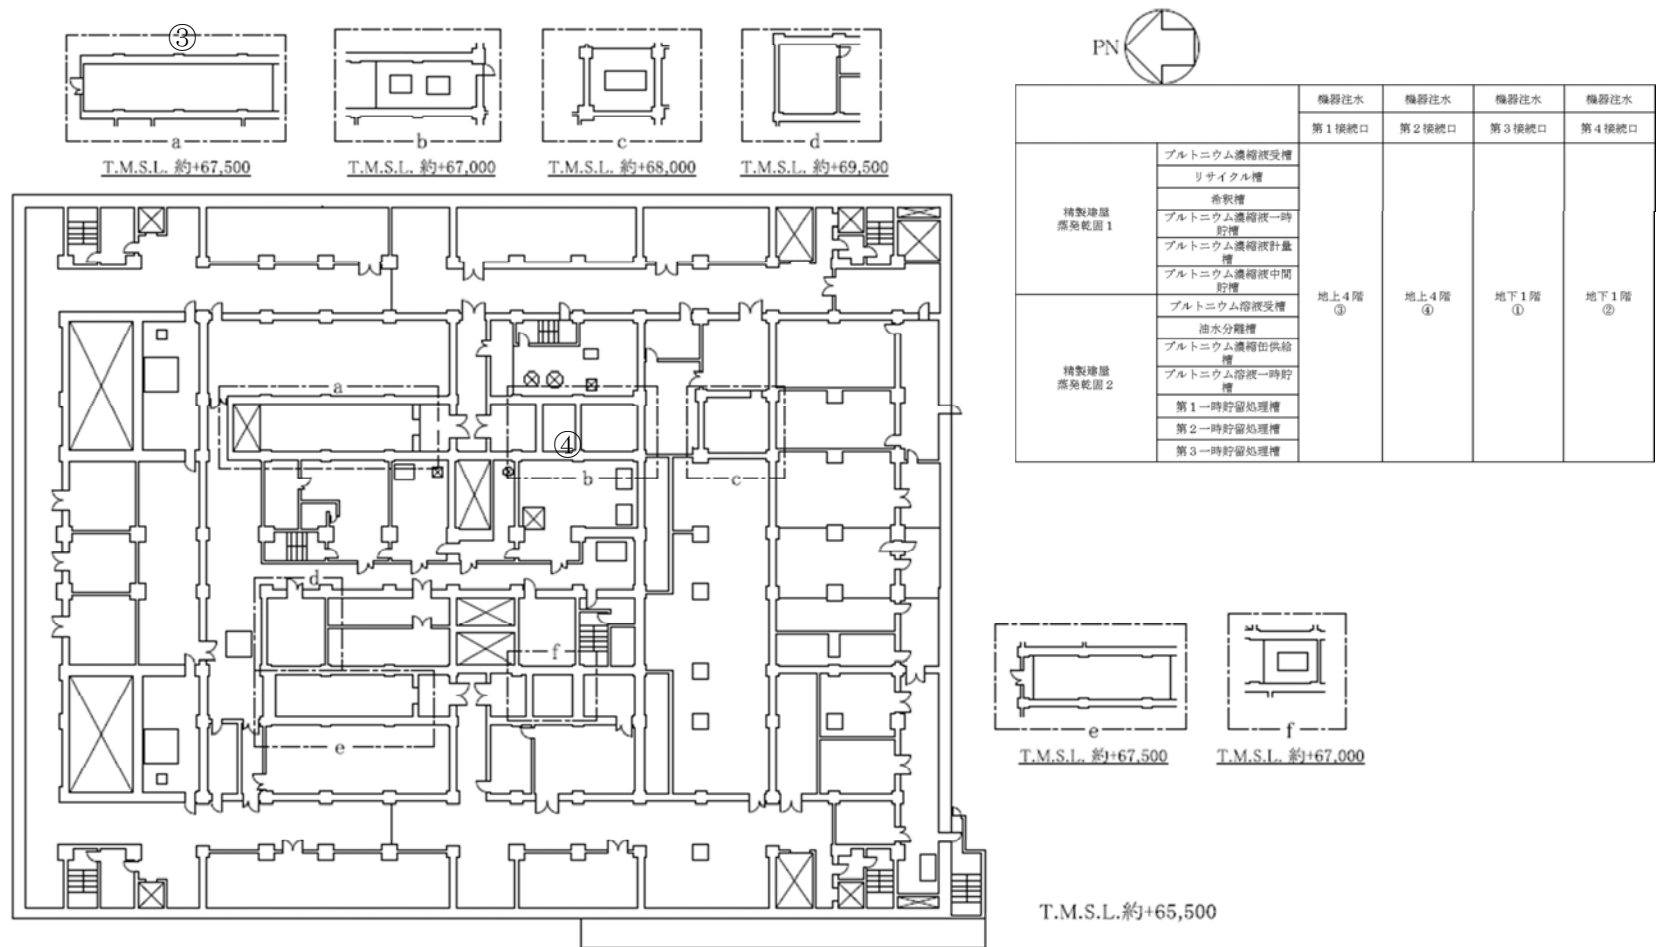 ③
a
T.M.S.L. 約+67,500
b
T.M.S.L. 約+67,000
c
T.M.S.L. 約+68,000
d
T.M.S.L. 約+69,500
PN
機器注水
第1接続口
機器注水
第2接続口
機器注水
第3接続口
機器注水
第4接続口
精製建屋
蒸発乾固1
プルトニウム濃縮液受槽
リサイクル槽
希釈槽
プルトニウム濃縮液一時
貯槽
プルトニウム濃縮液計量
槽
プルトニウム濃縮液中間
貯槽
精製建屋
蒸発乾固2
プルトニウム溶液受槽
油水分離槽
プルトニウム濃縮缶供給
槽
プルトニウム溶液一時貯
槽
第1一時貯留処理槽
第2一時貯留処理槽
第3一時貯留処理槽
地上4階
③
地上4階
④
地下1階
①
地下1階
②
a
④
b
c
d
f
e
e
T.M.S.L. 約+67,500
f
T.M.S.L. 約+67,000
T.M.S.L.約+65,500